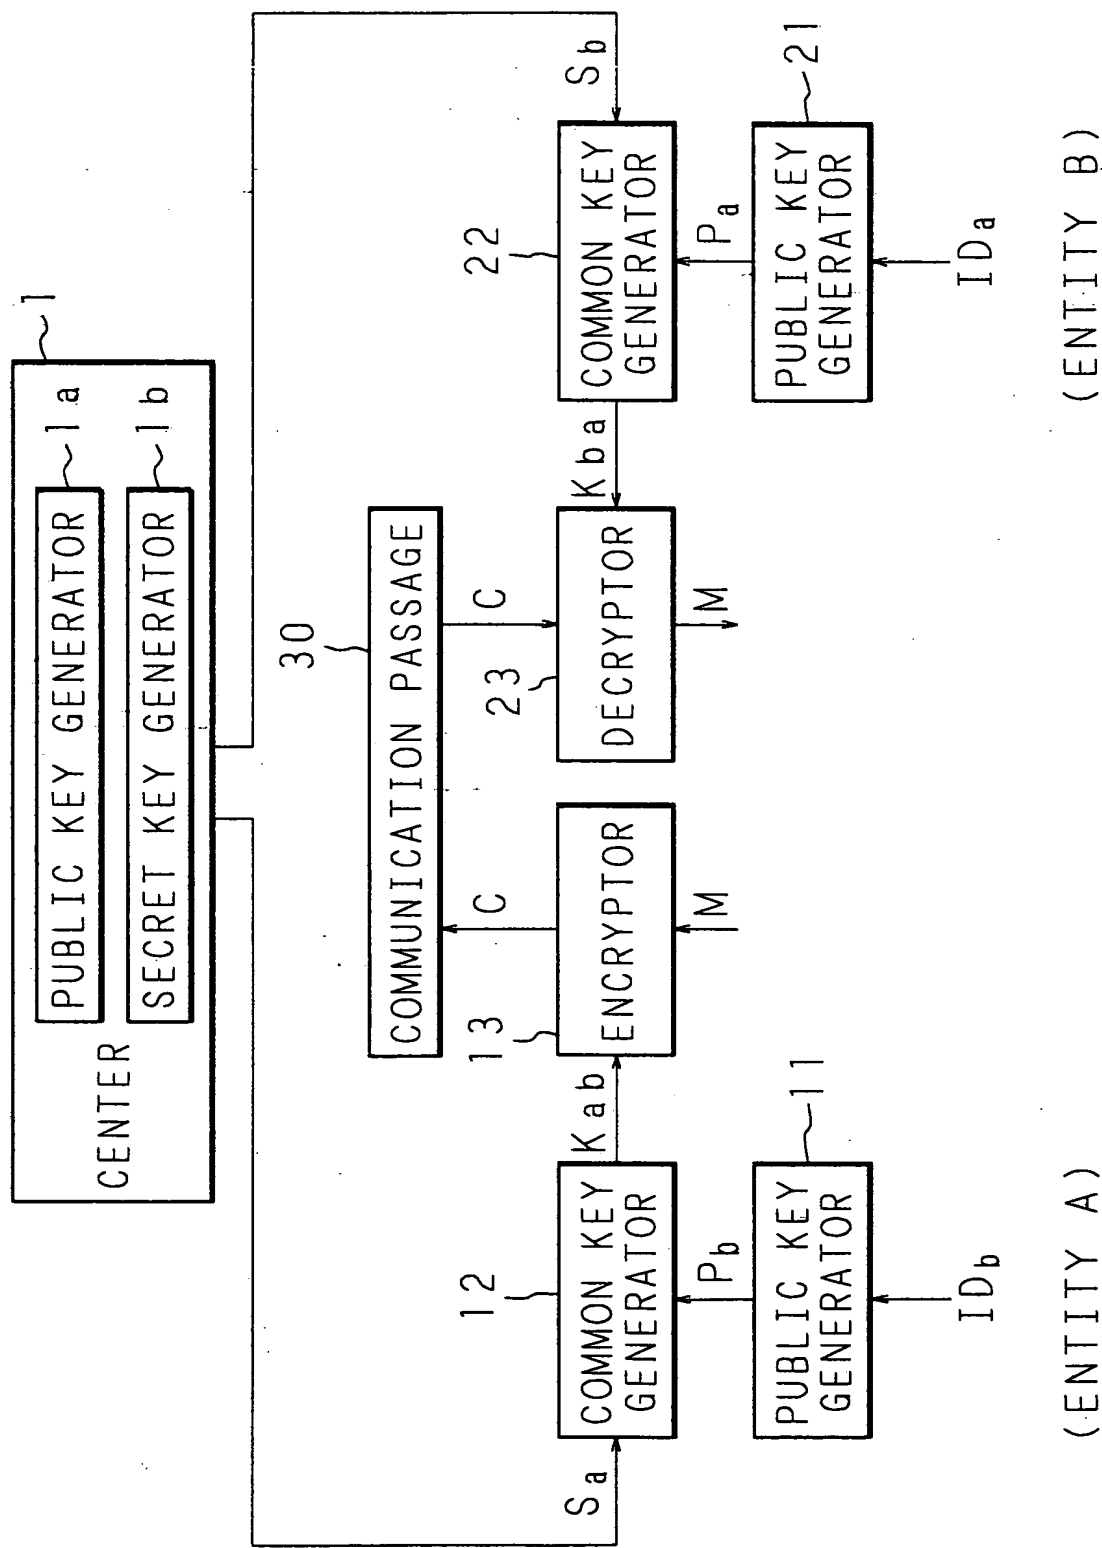 1
PUBLIC KEY GENERATOR
1a
CENTER
SECRET KEY GENERATOR
1b
30
COMMUNICATION PASSAGE
Sa
12
COMMON KEY
GENERATOR
Kab
13
ENCRYPTOR
C
M
C
23
DECRYPTOR
M
Kba
22
COMMON KEY
GENERATOR
Sb
Pb
PUBLIC KEY
GENERATOR
11
IDb
Pa
PUBLIC KEY
GENERATOR
21
IDa
(ENTITY A)
(ENTITY B)